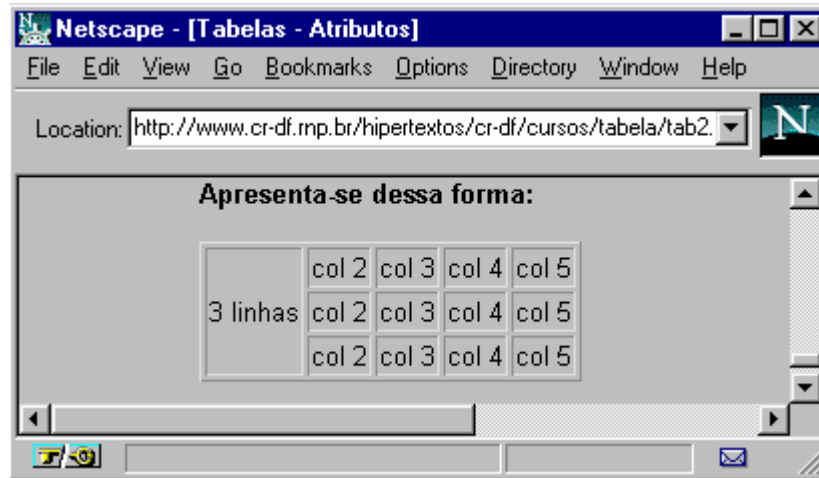 Netscape - [Tabelas - Atributos]
File Edit View Go Bookmarks Options Directory Window Help
Location: http://www.cr-df.rnp.br/hipertextos/cr-df/cursos/tabela/tab2.
N
Apresenta-se dessa forma:
col 2 col 3 col 4 col 5
3 linhas col 2 col 3 col 4 col 5
col 2 col 3 col 4 col 5